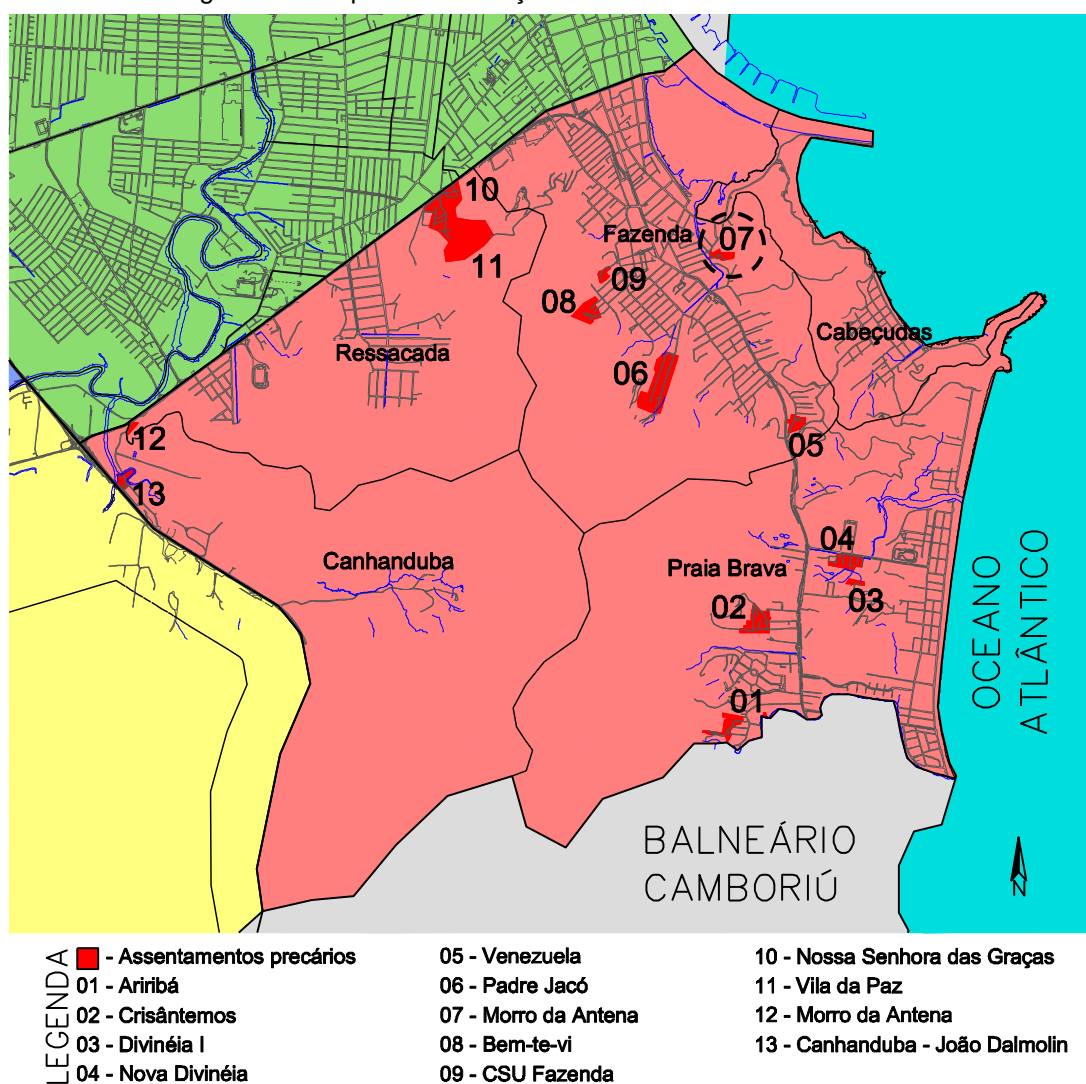 10
07
Fazenda
11
09
08
Cabeçudas
Ressacada
06
05
12
13
04
Canhanduba
Praia Brava
03
02
OCEANO
ATLÂNTICO
01
BALNEÁRIO
CAMBORIÚ
N
LEGENDA
- Assentamentos precários
01 - Ariribá
02 - Crisântemos
03 - Divinéia I
04 - Nova Divinéia
05 - Venezuela
06 - Padre Jacó
07 - Morro da Antena
08 - Bem-te-vi
09 - CSU Fazenda
10 - Nossa Senhora das Graças
11 - Vila da Paz
12 - Morro da Antena
13 - Canhanduba - João Dalmolin